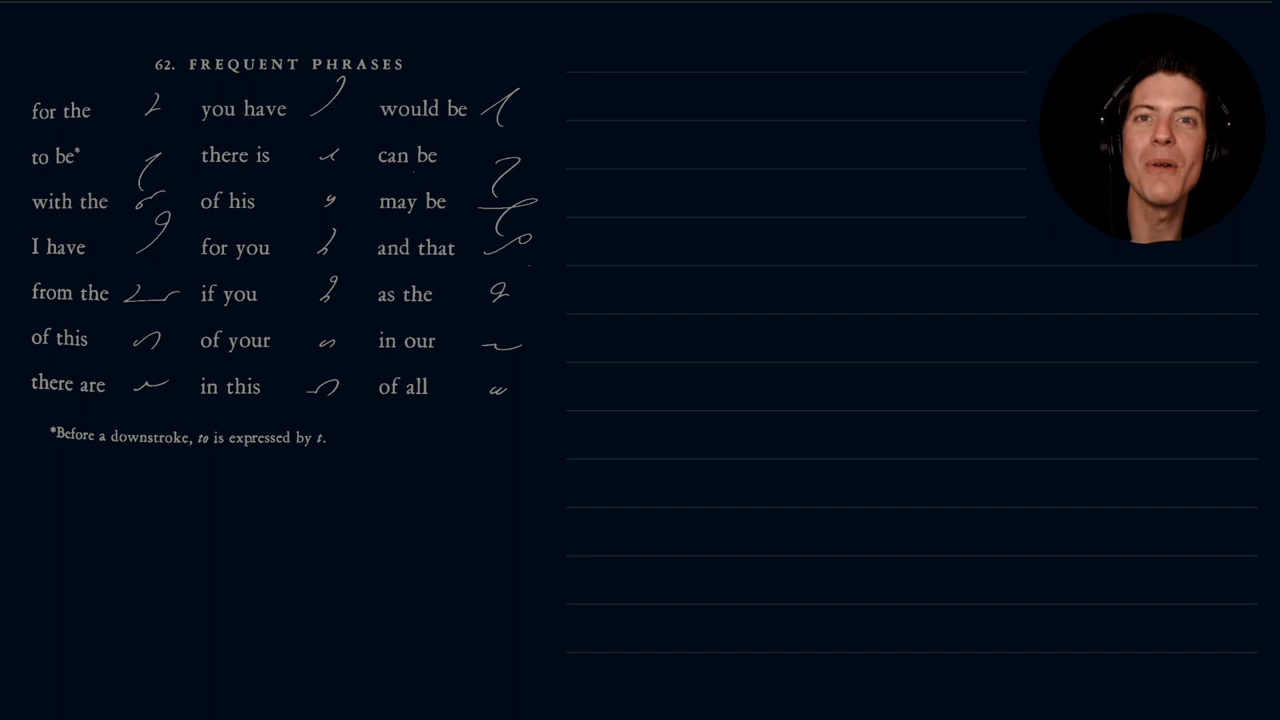 62. FREQUENT PHRASES
for the you have would be
to be* there is can be
with the of his may be
I have for you and that
from the if you as the
of this of your in our
there are in this of all
*Before a downstroke, to is expressed by t.